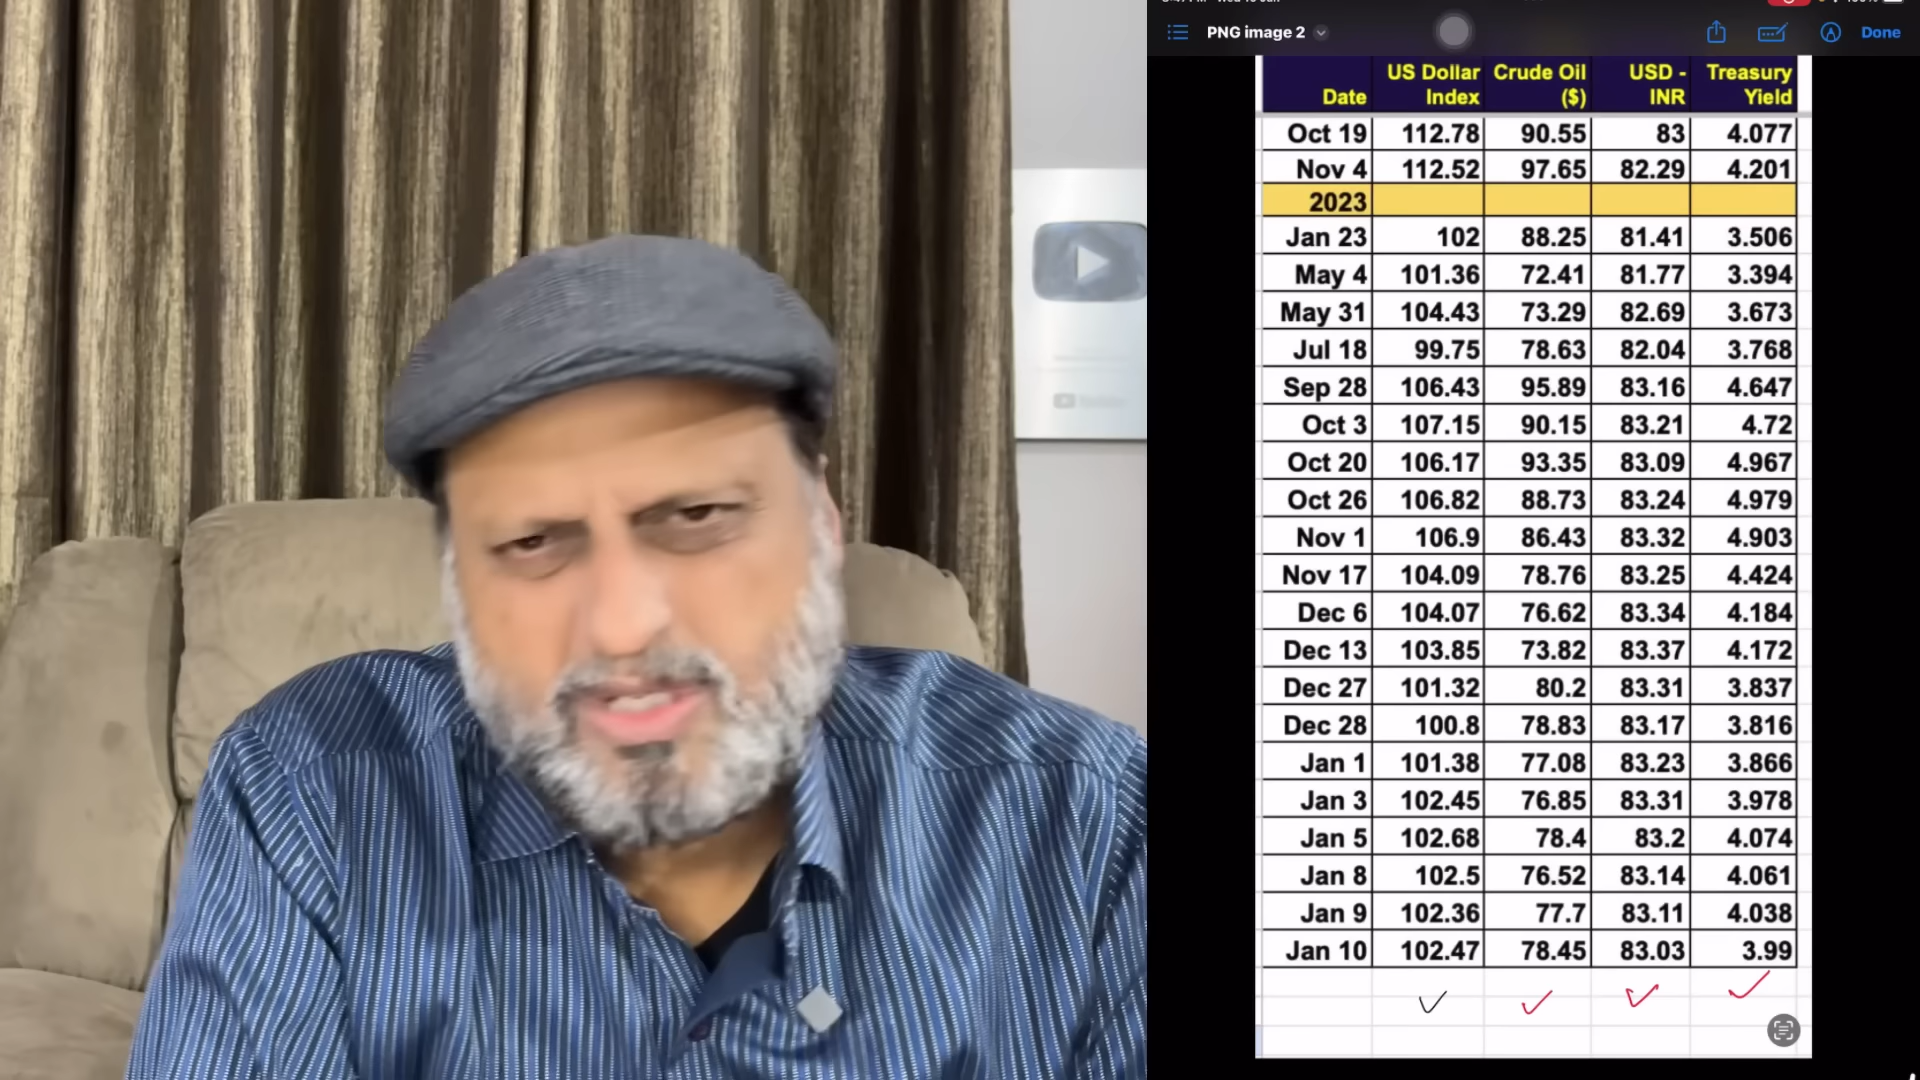 PNG image 2
Done
Date US Dollar Index Crude Oil ($) USD - INR Treasury Yield
Oct 19 112.78 90.55 83 4.077
Nov 4 112.52 97.65 82.29 4.201
2023
Jan 23 102 88.25 81.41 3.506
May 4 101.36 72.41 81.77 3.394
May 31 104.43 73.29 82.69 3.673
Jul 18 99.75 78.63 82.04 3.768
Sep 28 106.43 95.89 83.16 4.647
Oct 3 107.15 90.15 83.21 4.72
Oct 20 106.17 93.35 83.09 4.967
Oct 26 106.82 88.73 83.24 4.979
Nov 1 106.9 86.43 83.32 4.903
Nov 17 104.09 78.76 83.25 4.424
Dec 6 104.07 76.62 83.34 4.184
Dec 13 103.85 73.82 83.37 4.172
Dec 27 101.32 80.2 83.31 3.837
Dec 28 100.8 78.83 83.17 3.816
Jan 1 101.38 77.08 83.23 3.866
Jan 3 102.45 76.85 83.31 3.978
Jan 5 102.68 78.4 83.2 4.074
Jan 8 102.5 76.52 83.14 4.061
Jan 9 102.36 77.7 83.11 4.038
Jan 10 102.47 78.45 83.03 3.99